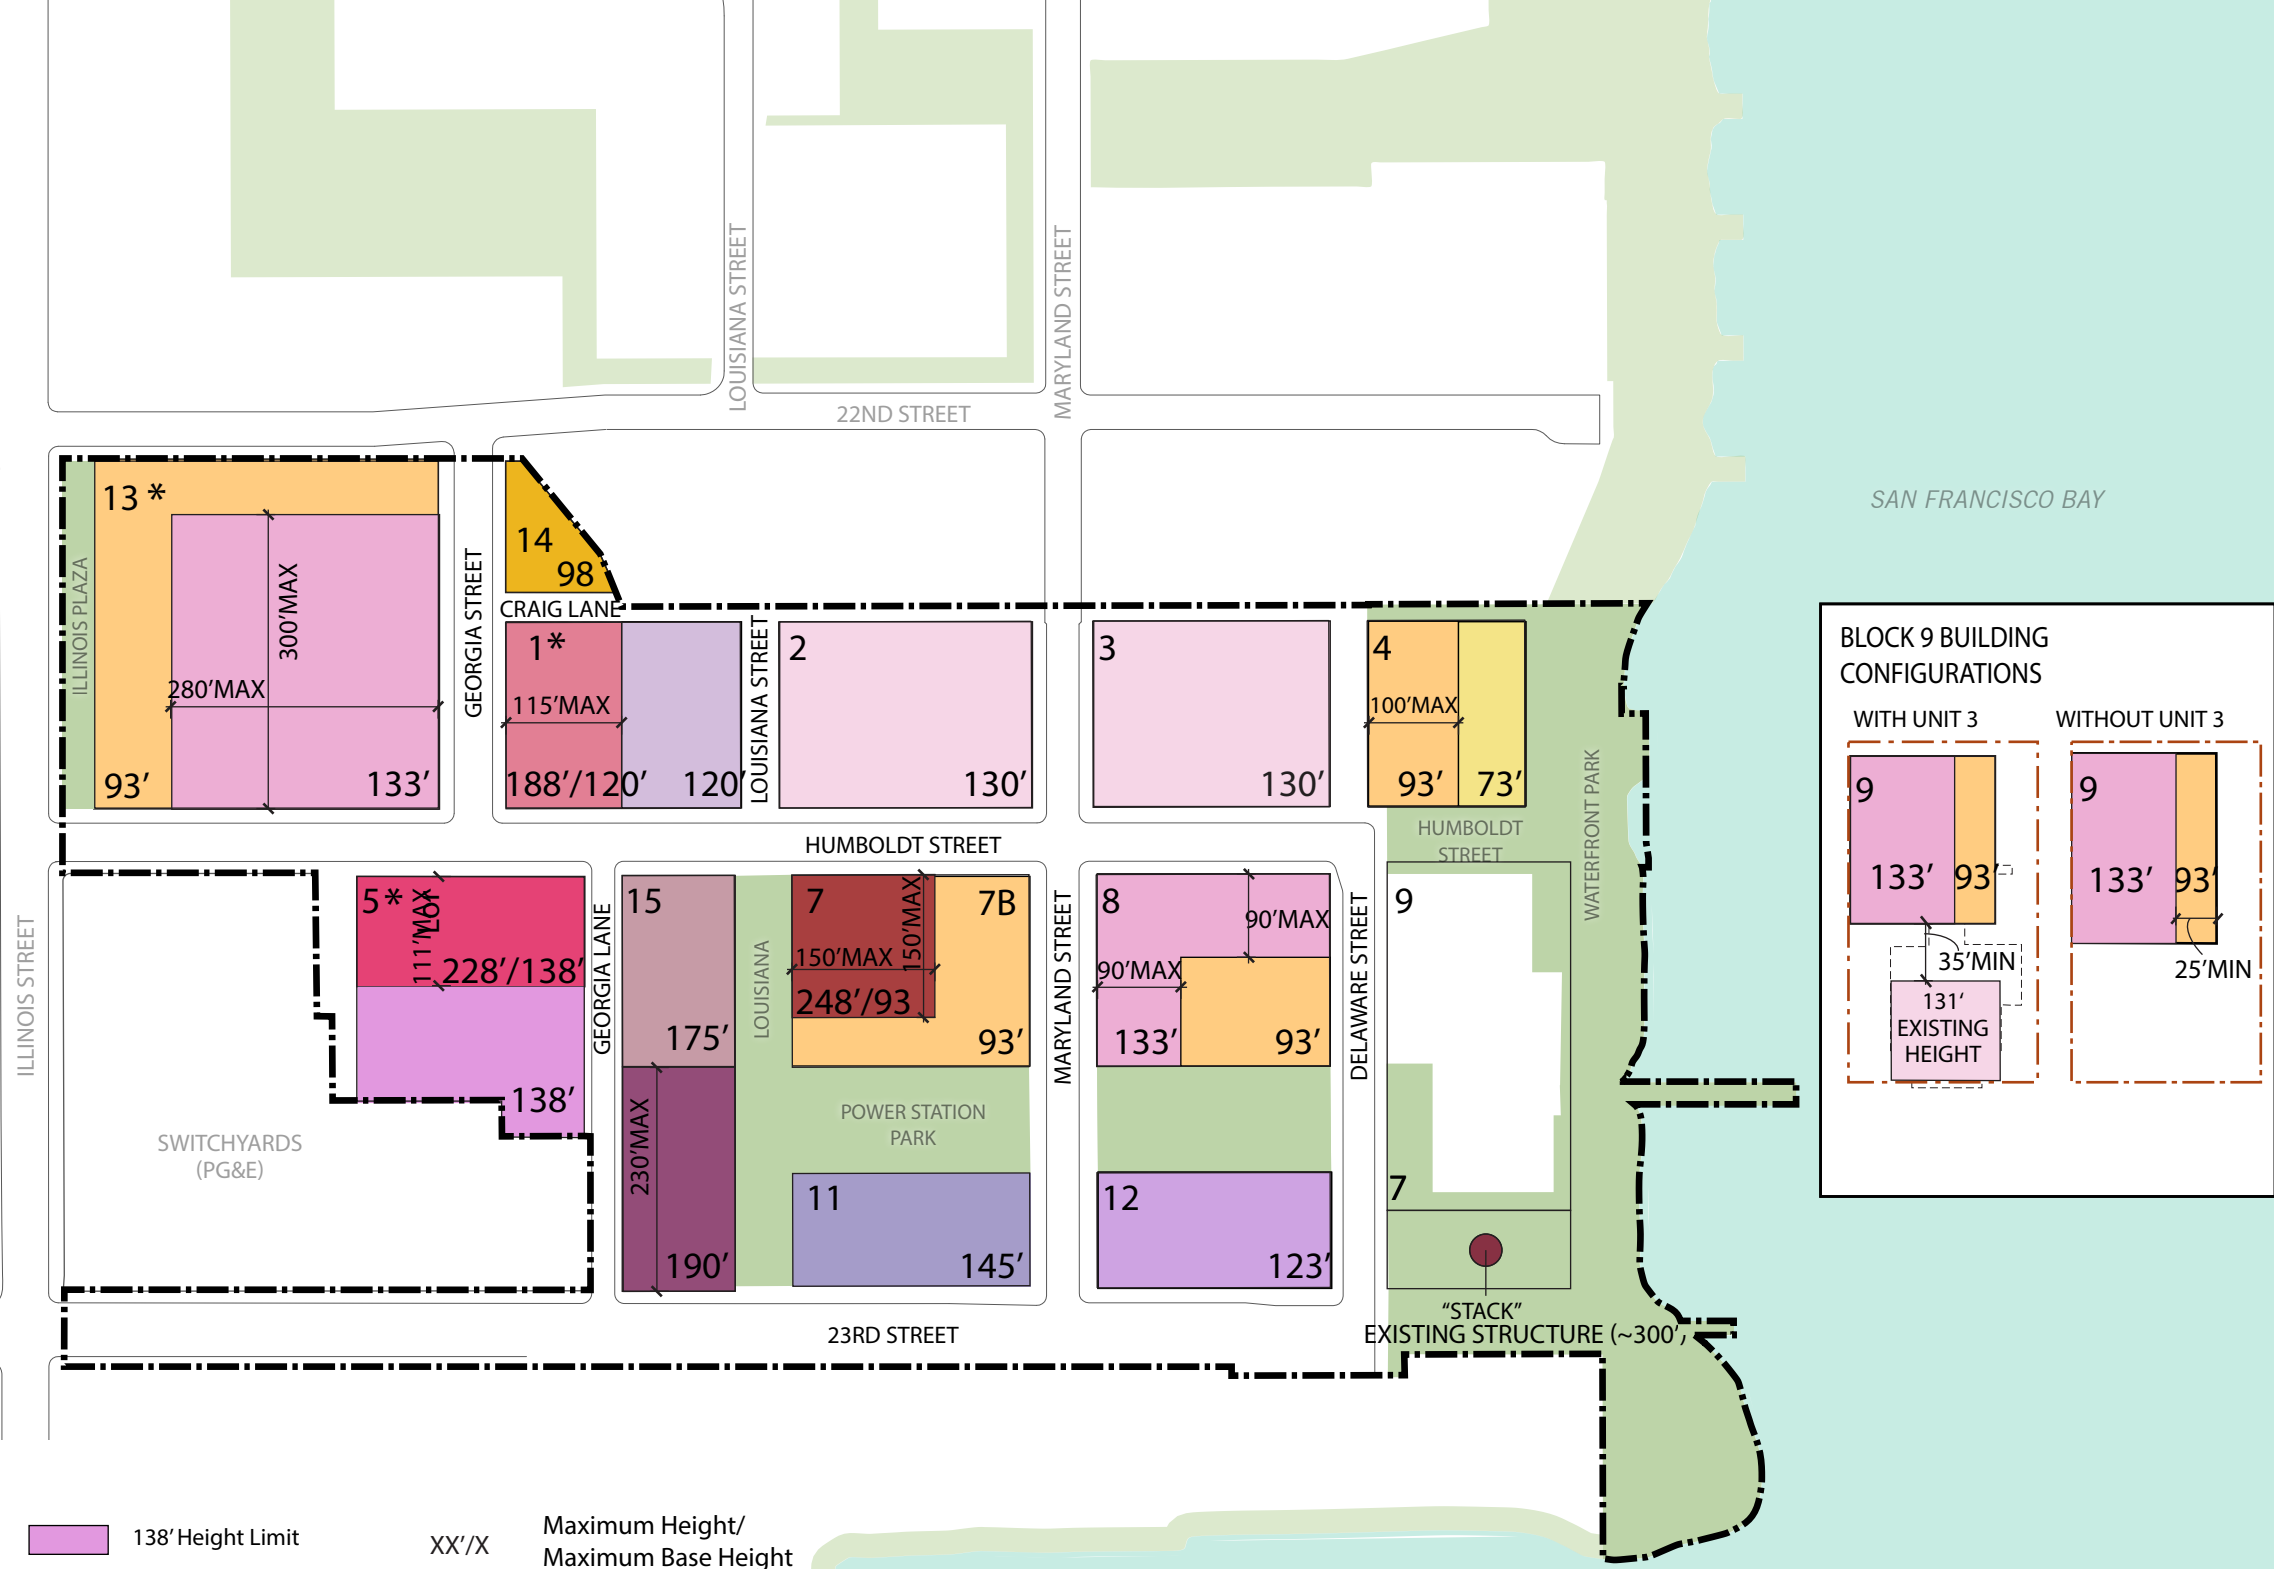 LOUISIANA STREET
MARYLAND STREET
22ND STREET
SAN FRANCISCO BAY
13 *
ILLINOIS PLAZA
300'MAX
280'MAX
93'
133'
GEORGIA STREET
14
98
CRAIG LANE
1*
115'MAX
188'/120'
120'
LOUISIANA STREET
2
130'
3
130'
4
100'MAX
93'
73'
HUMBOLDT
STREET
WATERFRONT PARK
HUMBOLDT STREET
BLOCK 9 BUILDING
CONFIGURATIONS
WITH UNIT 3
WITHOUT UNIT 3
9
133'
93'
35'MIN
131'
EXISTING
HEIGHT
9
133'
93'
25'MIN
ILLINOIS STREET
5*
LOT
111'MAX
228'/138'
138'
GEORGIA LANE
15
175'
230'MAX
190'
LOUISIANA
7
150'MAX
150'MAX
248'/93
7B
93'
MARYLAND STREET
8
90'MAX
90'MAX
133'
93'
DELAWARE STREET
9
7
SWITCHYARDS
(PG&E)
POWER STATION
PARK
11
145'
12
123'
"STACK"
EXISTING STRUCTURE (~300'
23RD STREET
138' Height Limit
XX'/X
Maximum Height/
Maximum Base Height